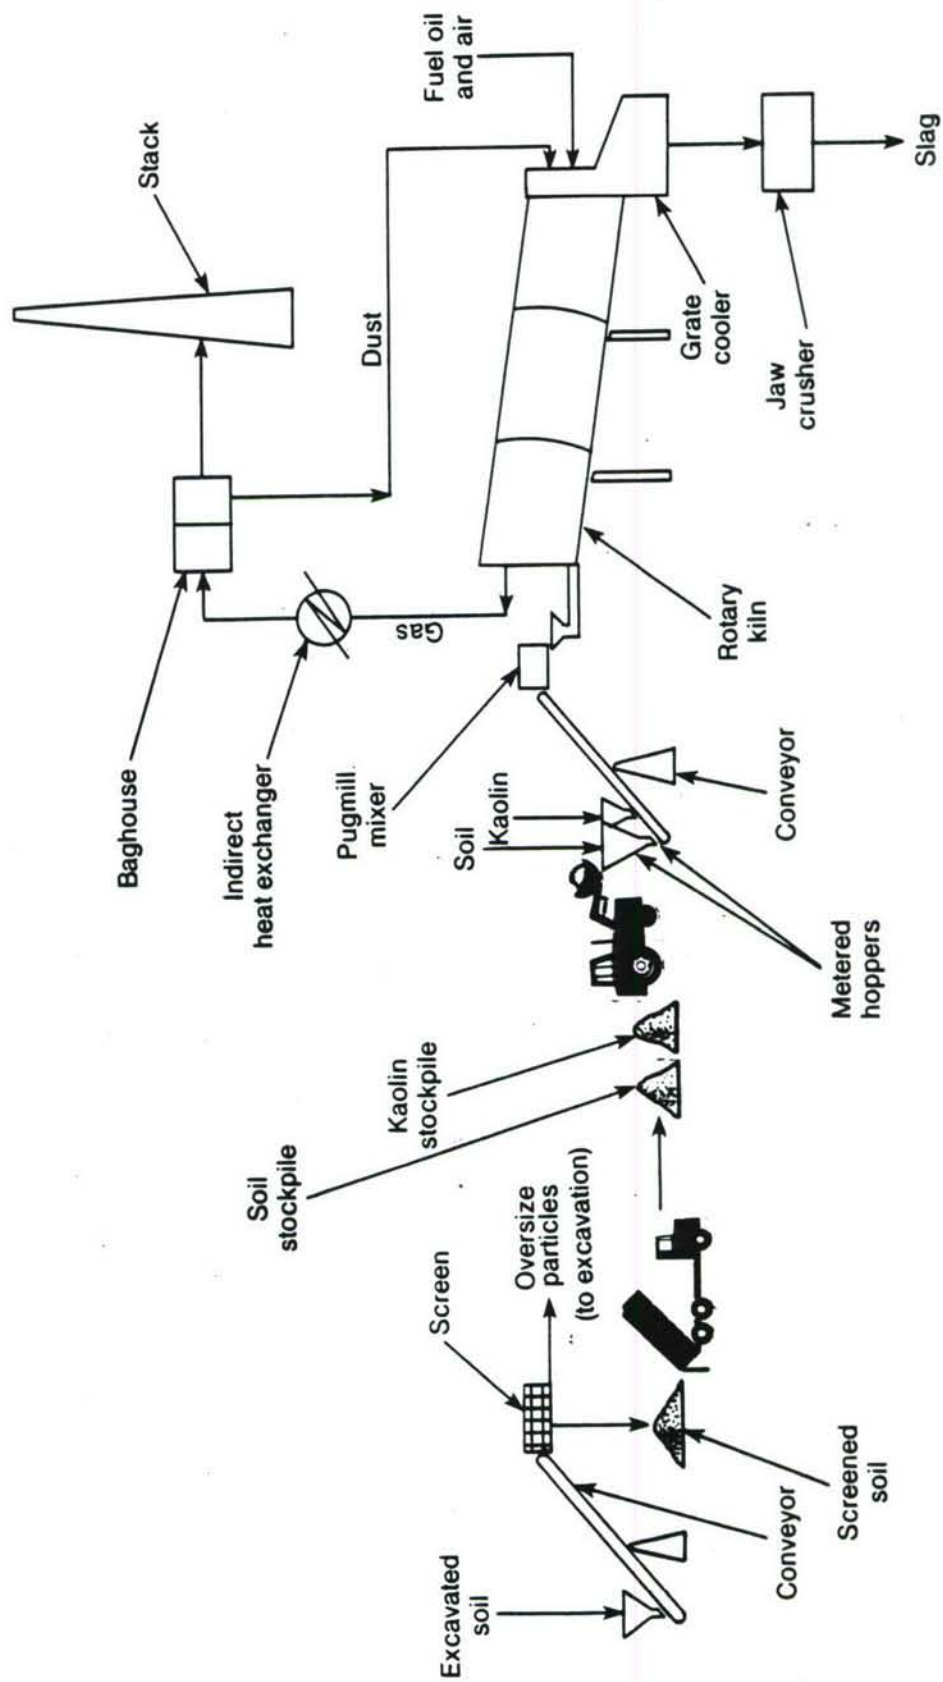 Excavated
soil
Conveyor
Screen
Oversize
particles
(to excavation)
Screened
soil
Soil
stockpile
Kaolin
stockpile
Soil
Kaolin
Metered
hoppers
Conveyor
Pugmill
mixer
Indirect
heat exchanger
Baghouse
Gas
Rotary
kiln
Stack
Dust
Fuel oil
and air
Grate
cooler
Jaw
crusher
Slag